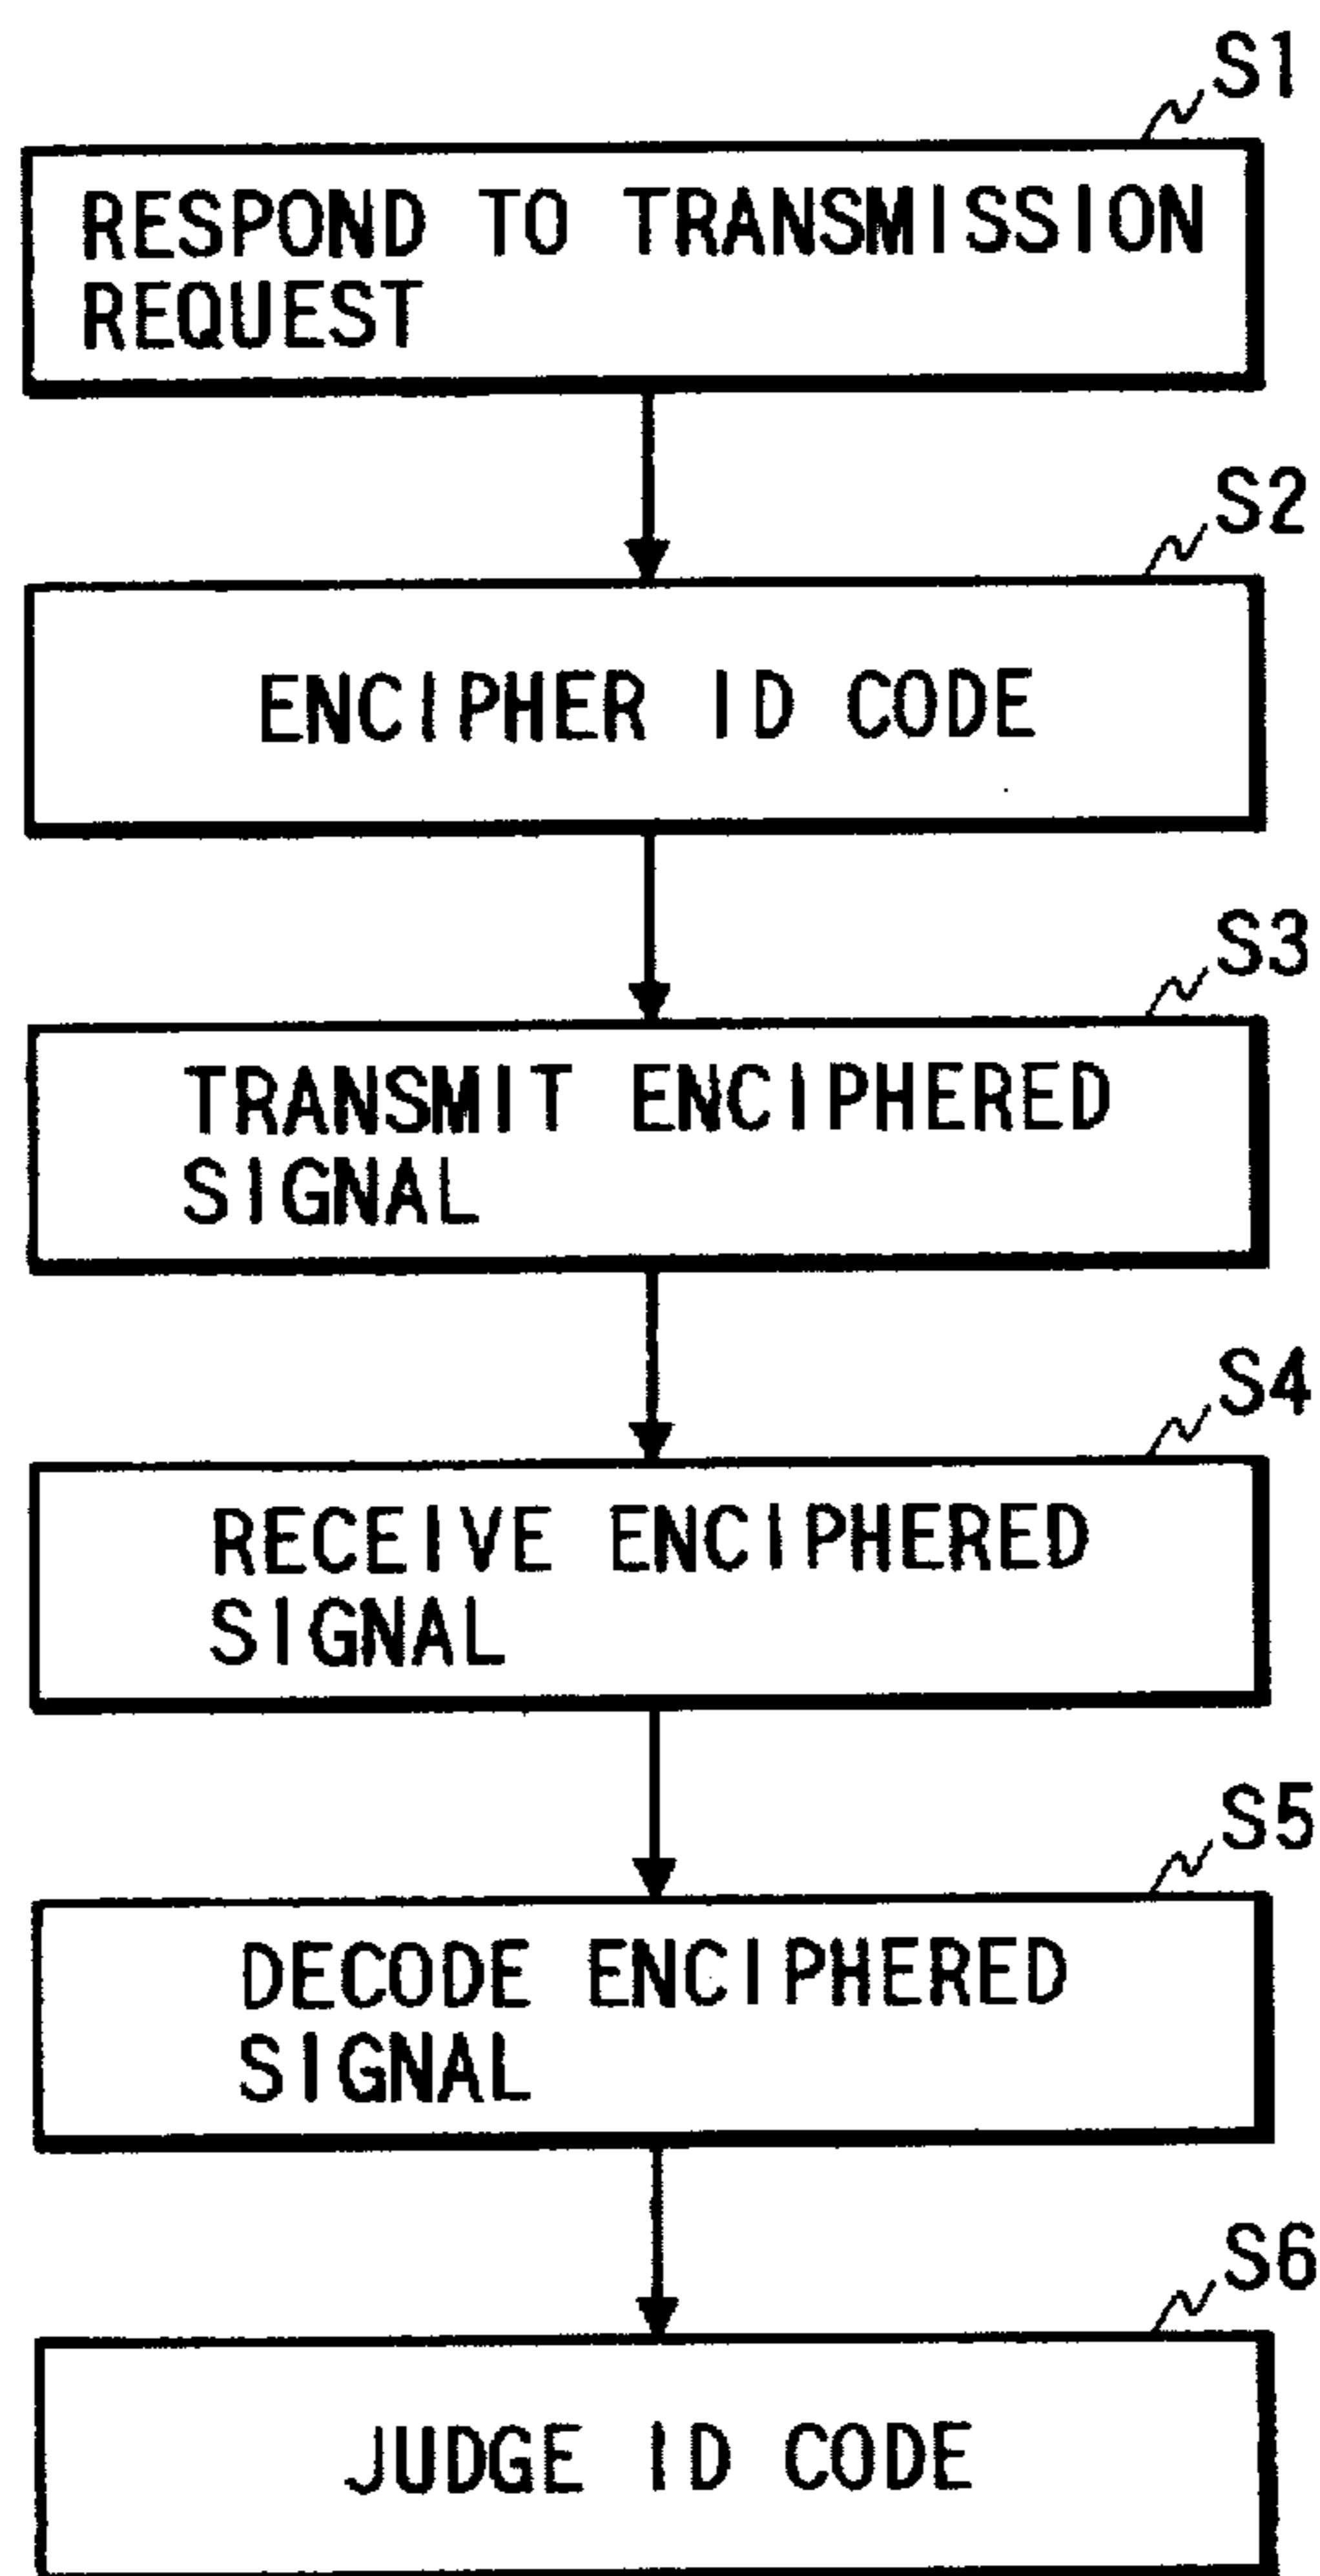 S1
RESPOND TO TRANSMISSION
REQUEST
S2
ENCIPHER ID CODE
S3
TRANSMIT ENCIPHERED
SIGNAL
S4
RECEIVE ENCIPHERED
SIGNAL
S5
DECODE ENCIPHERED
SIGNAL
S6
JUDGE ID CODE